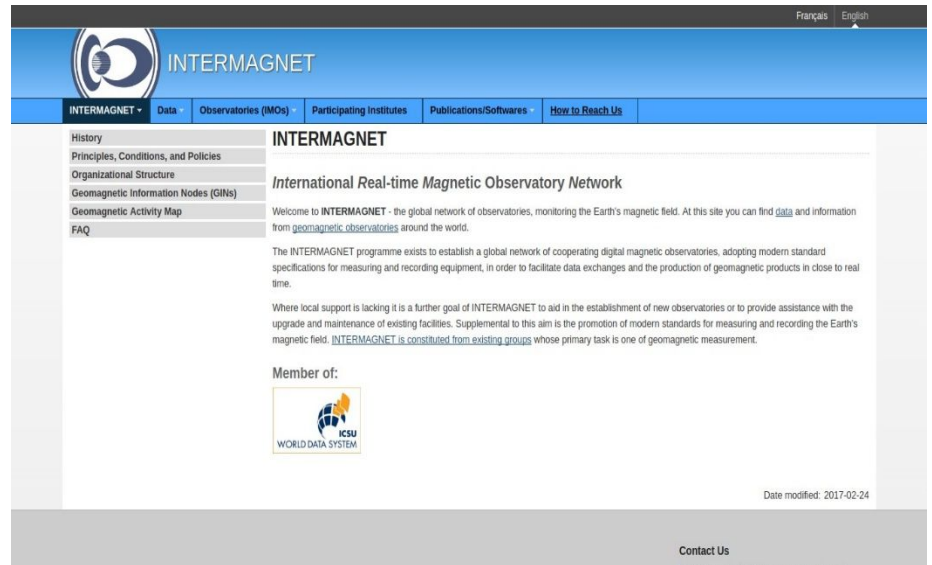 Français English
INTERMAGNET
INTERMAGNET Data Observatories (IMOs) Participating Institutes Publications/Softwares How to Reach Us
History
Principles, Conditions, and Policies
Organizational Structure
Geomagnetic Information Nodes (GINs)
Geomagnetic Activity Map
FAQ
INTERMAGNET
International Real-time Magnetic Observatory Network
Welcome to INTERMAGNET - the global network of observatories, monitoring the Earth's magnetic field. At this site you can find data and information
from geomagnetic observatories around the world.
The INTERMAGNET programme exists to establish a global network of cooperating digital magnetic observatories, adopting modern standard
specifications for measuring and recording equipment, in order to facilitate data exchanges and the production of geomagnetic products in close to real
time.
Where local support is lacking it is a further goal of INTERMAGNET to aid in the establishment of new observatories or to provide assistance with the
upgrade and maintenance of existing facilities. Supplemental to this aim is the promotion of modern standards for measuring and recording the Earth's
magnetic field. INTERMAGNET is constituted from existing groups whose primary task is one of geomagnetic measurement.
Member of:
ICSU
WORLD DATA SYSTEM
Date modified: 2017-02-24
Contact Us